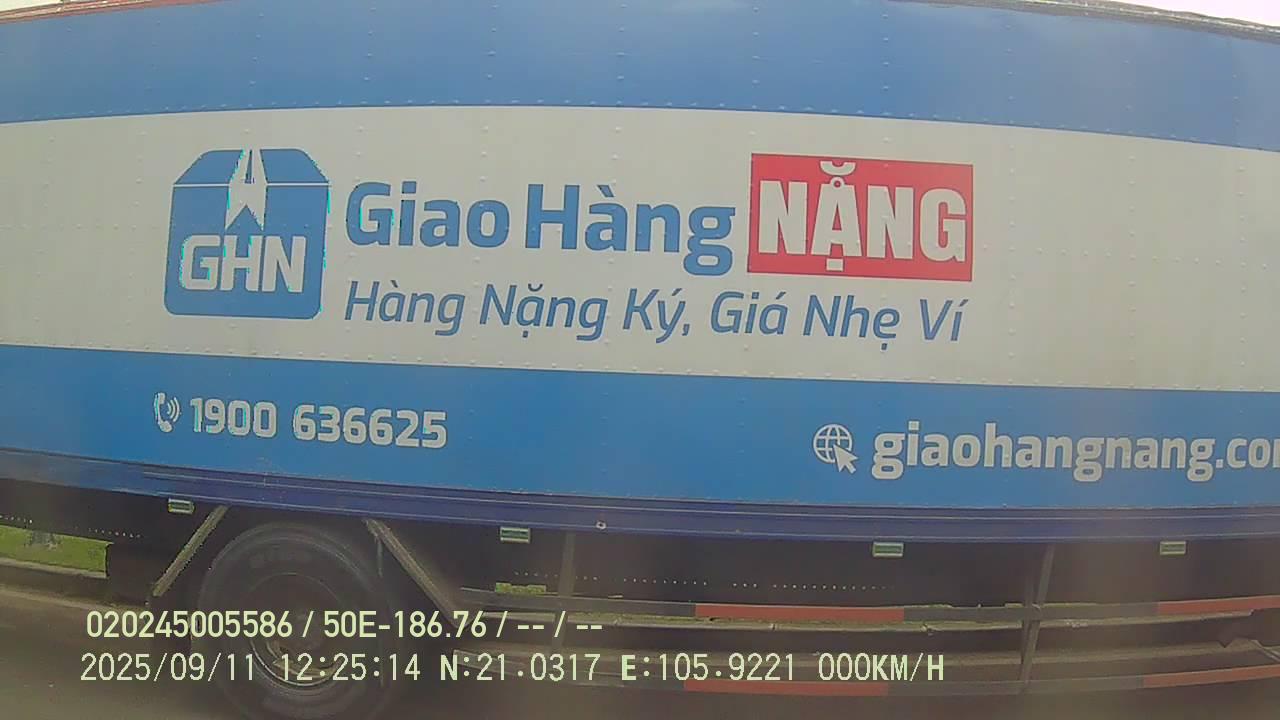 GHN
Giao Hàng NẶNG
Hàng Nặng Ký, Giá Nhẹ Ví
1900 636625
giaohangnang.co
020245005586 / 50E-186.76 / -- / --
2025/09/11 12:25:14 N:21.0317 E:105.9221 000KM/H